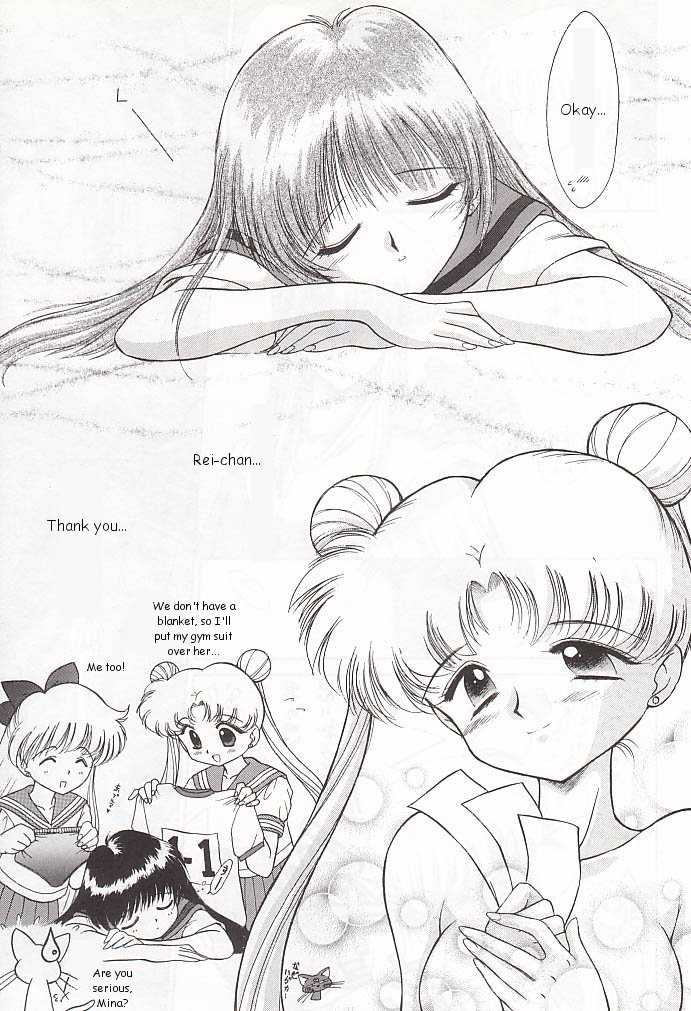 Okay...
Rei-chan...
Thank you...
We don't have a
blanket, so I'll
put my gym suit
over her...
Me too!
1-1
Are you
serious,
Mina?